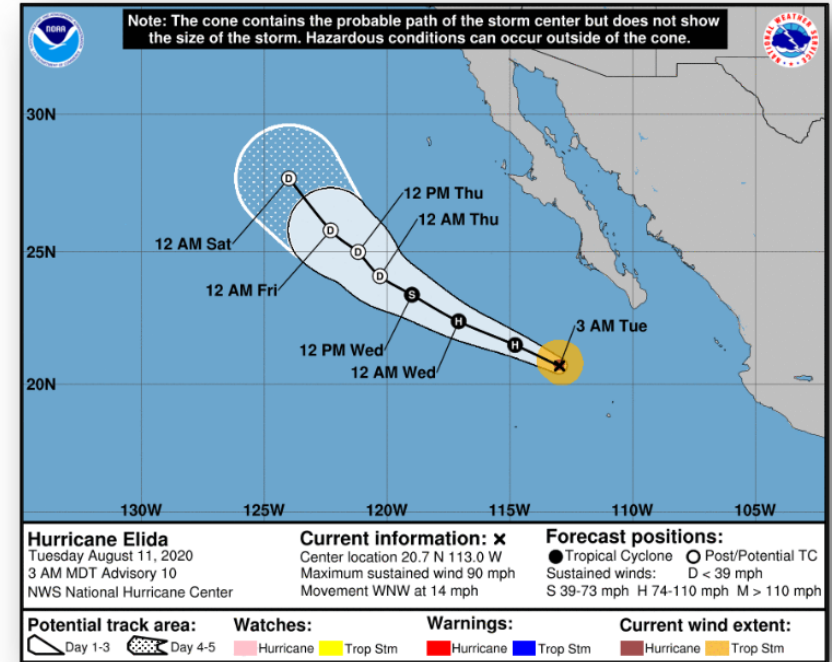 Note: The cone contains the probable path of the storm center but does not show
the size of the storm. Hazardous conditions can occur outside of the cone.
NOAA
NATIONAL WEATHER SERVICE
30N
25N
20N
12 PM Thu
12 AM Thu
12 AM Sat
12 AM Fri
3 AM Tue
12 PM Wed
12 AM Wed
D
D
D
D
S
H
H
130W 125W 120W 115W 110W 105W
Hurricane Elida
Tuesday August 11, 2020
3 AM MDT Advisory 10
NWS National Hurricane Center
Current information: x
Center location 20.7 N 113.0 W
Maximum sustained wind 90 mph
Movement WNW at 14 mph
Forecast positions:
Tropical Cyclone Post/Potential TC
Sustained winds: D < 39 mph
S 39-73 mph H 74-110 mph M > 110 mph
Potential track area:
Day 1-3 Day 4-5
Watches:
Hurricane Trop Stm
Warnings:
Hurricane Trop Stm
Current wind extent:
Hurricane Trop Stm